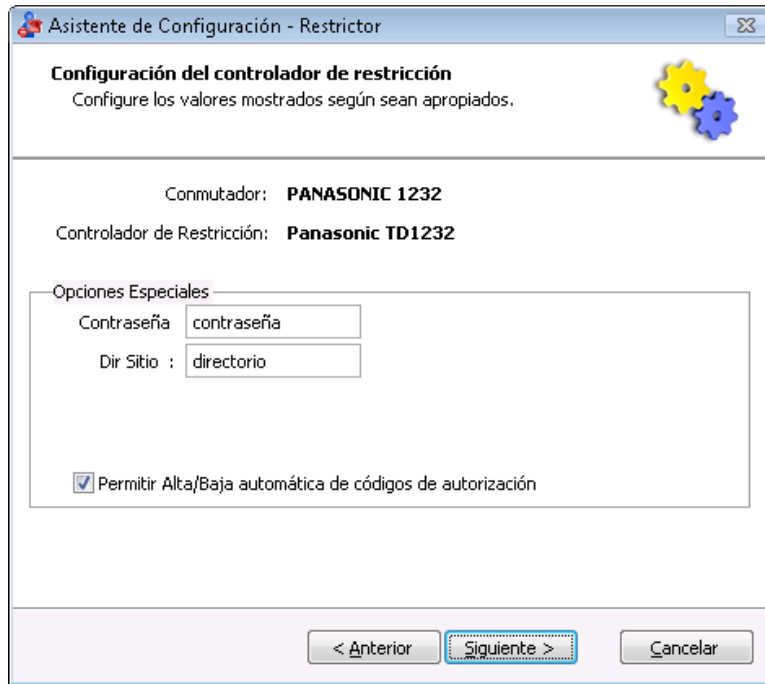 Asistente de Configuración - Restrictor
Configuración del controlador de restricción
Configure los valores mostrados según sean apropiados.
Conmutador: PANASONIC 1232
Controlador de Restricción: Panasonic TD1232
Opciones Especiales
Contraseña contraseña
Dir Sitio : directorio
Permitir Alta/Baja automática de códigos de autorización
< Anterior Siguiente > Cancelar